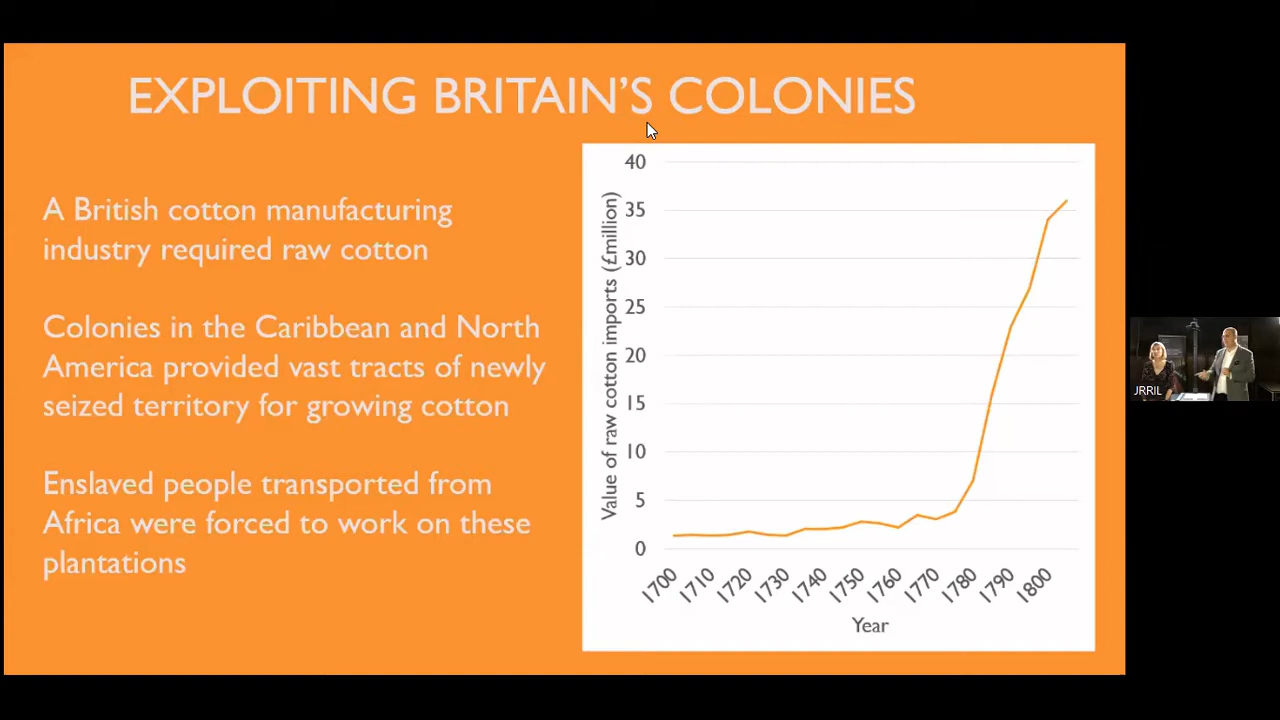 EXPLOITING BRITAIN'S COLONIES
A British cotton manufacturing
industry required raw cotton
Colonies in the Caribbean and North
America provided vast tracts of newly
seized territory for growing cotton
Enslaved people transported from
Africa were forced to work on these
plantations
Value of raw cotton imports (£million)
40
35
30
25
20
15
10
5
0
1700
1710
1720
1730
1740
1750
1760
1770
1780
1790
1800
Year
JRRIL